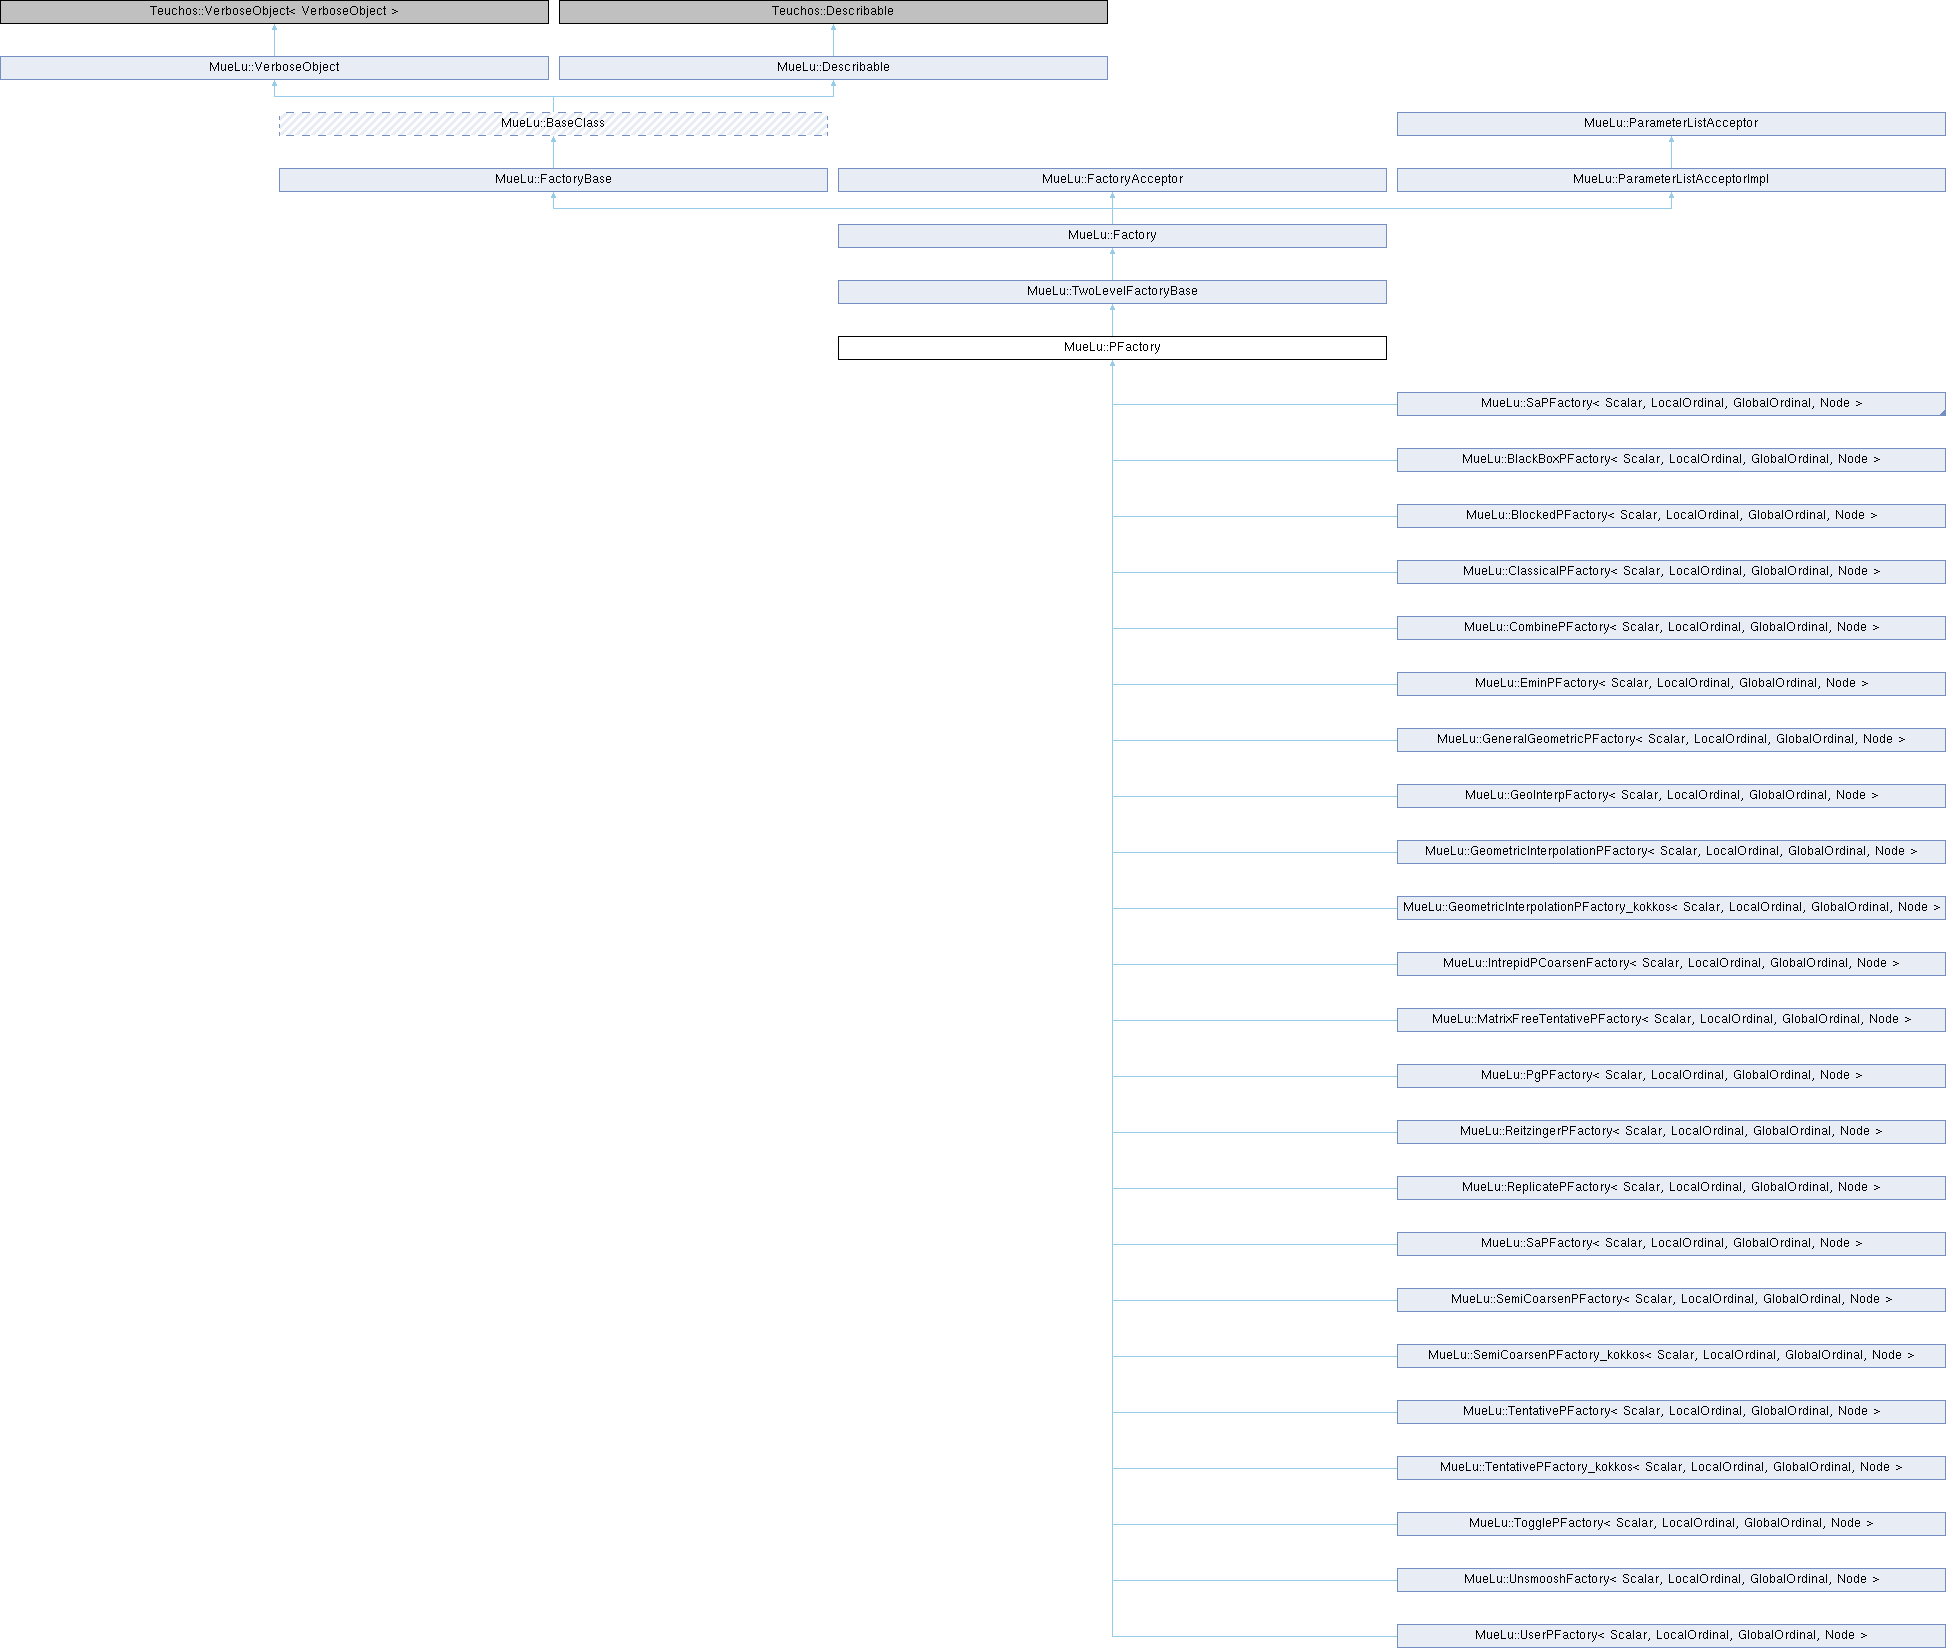 Teuchos::VerboseObject< VerboseObject >
Teuchos::Describable
MueLu::VerboseObject
MueLu::Describable
MueLu::BaseClass
MueLu::ParameterListAcceptor
MueLu::FactoryBase
MueLu::FactoryAcceptor
MueLu::ParameterListAcceptorImpl
MueLu::Factory
MueLu::TwoLevelFactoryBase
MueLu::PFactory
MueLu::SaPFactory< Scalar, LocalOrdinal, GlobalOrdinal, Node >
MueLu::BlackBoxPFactory< Scalar, LocalOrdinal, GlobalOrdinal, Node >
MueLu::BlockedPFactory< Scalar, LocalOrdinal, GlobalOrdinal, Node >
MueLu::ClassicalPFactory< Scalar, LocalOrdinal, GlobalOrdinal, Node >
MueLu::CombinePFactory< Scalar, LocalOrdinal, GlobalOrdinal, Node >
MueLu::EminPFactory< Scalar, LocalOrdinal, GlobalOrdinal, Node >
MueLu::GeneralGeometricPFactory< Scalar, LocalOrdinal, GlobalOrdinal, Node >
MueLu::GeoInterpFactory< Scalar, LocalOrdinal, GlobalOrdinal, Node >
MueLu::GeometricInterpolationPFactory< Scalar, LocalOrdinal, GlobalOrdinal, Node >
MueLu::GeometricInterpolationPFactory_kokkos< Scalar, LocalOrdinal, GlobalOrdinal, Node >
MueLu::IntrepidPCoarsenFactory< Scalar, LocalOrdinal, GlobalOrdinal, Node >
MueLu::MatrixFreeTentativePFactory< Scalar, LocalOrdinal, GlobalOrdinal, Node >
MueLu::PgPFactory< Scalar, LocalOrdinal, GlobalOrdinal, Node >
MueLu::ReitzingerPFactory< Scalar, LocalOrdinal, GlobalOrdinal, Node >
MueLu::ReplicatePFactory< Scalar, LocalOrdinal, GlobalOrdinal, Node >
MueLu::SaPFactory< Scalar, LocalOrdinal, GlobalOrdinal, Node >
MueLu::SemiCoarsenPFactory< Scalar, LocalOrdinal, GlobalOrdinal, Node >
MueLu::SemiCoarsenPFactory_kokkos< Scalar, LocalOrdinal, GlobalOrdinal, Node >
MueLu::TentativePFactory< Scalar, LocalOrdinal, GlobalOrdinal, Node >
MueLu::TentativePFactory_kokkos< Scalar, LocalOrdinal, GlobalOrdinal, Node >
MueLu::TogglePFactory< Scalar, LocalOrdinal, GlobalOrdinal, Node >
MueLu::UnsmooshFactory< Scalar, LocalOrdinal, GlobalOrdinal, Node >
MueLu::UserPFactory< Scalar, LocalOrdinal, GlobalOrdinal, Node >